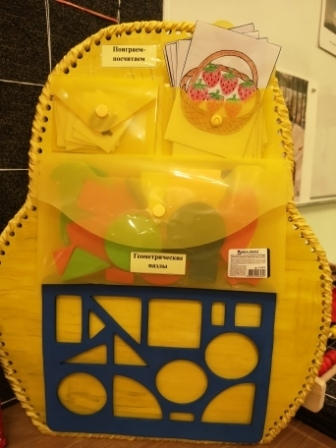 Поиграем-
посчитаем
Геометрические
пазлы